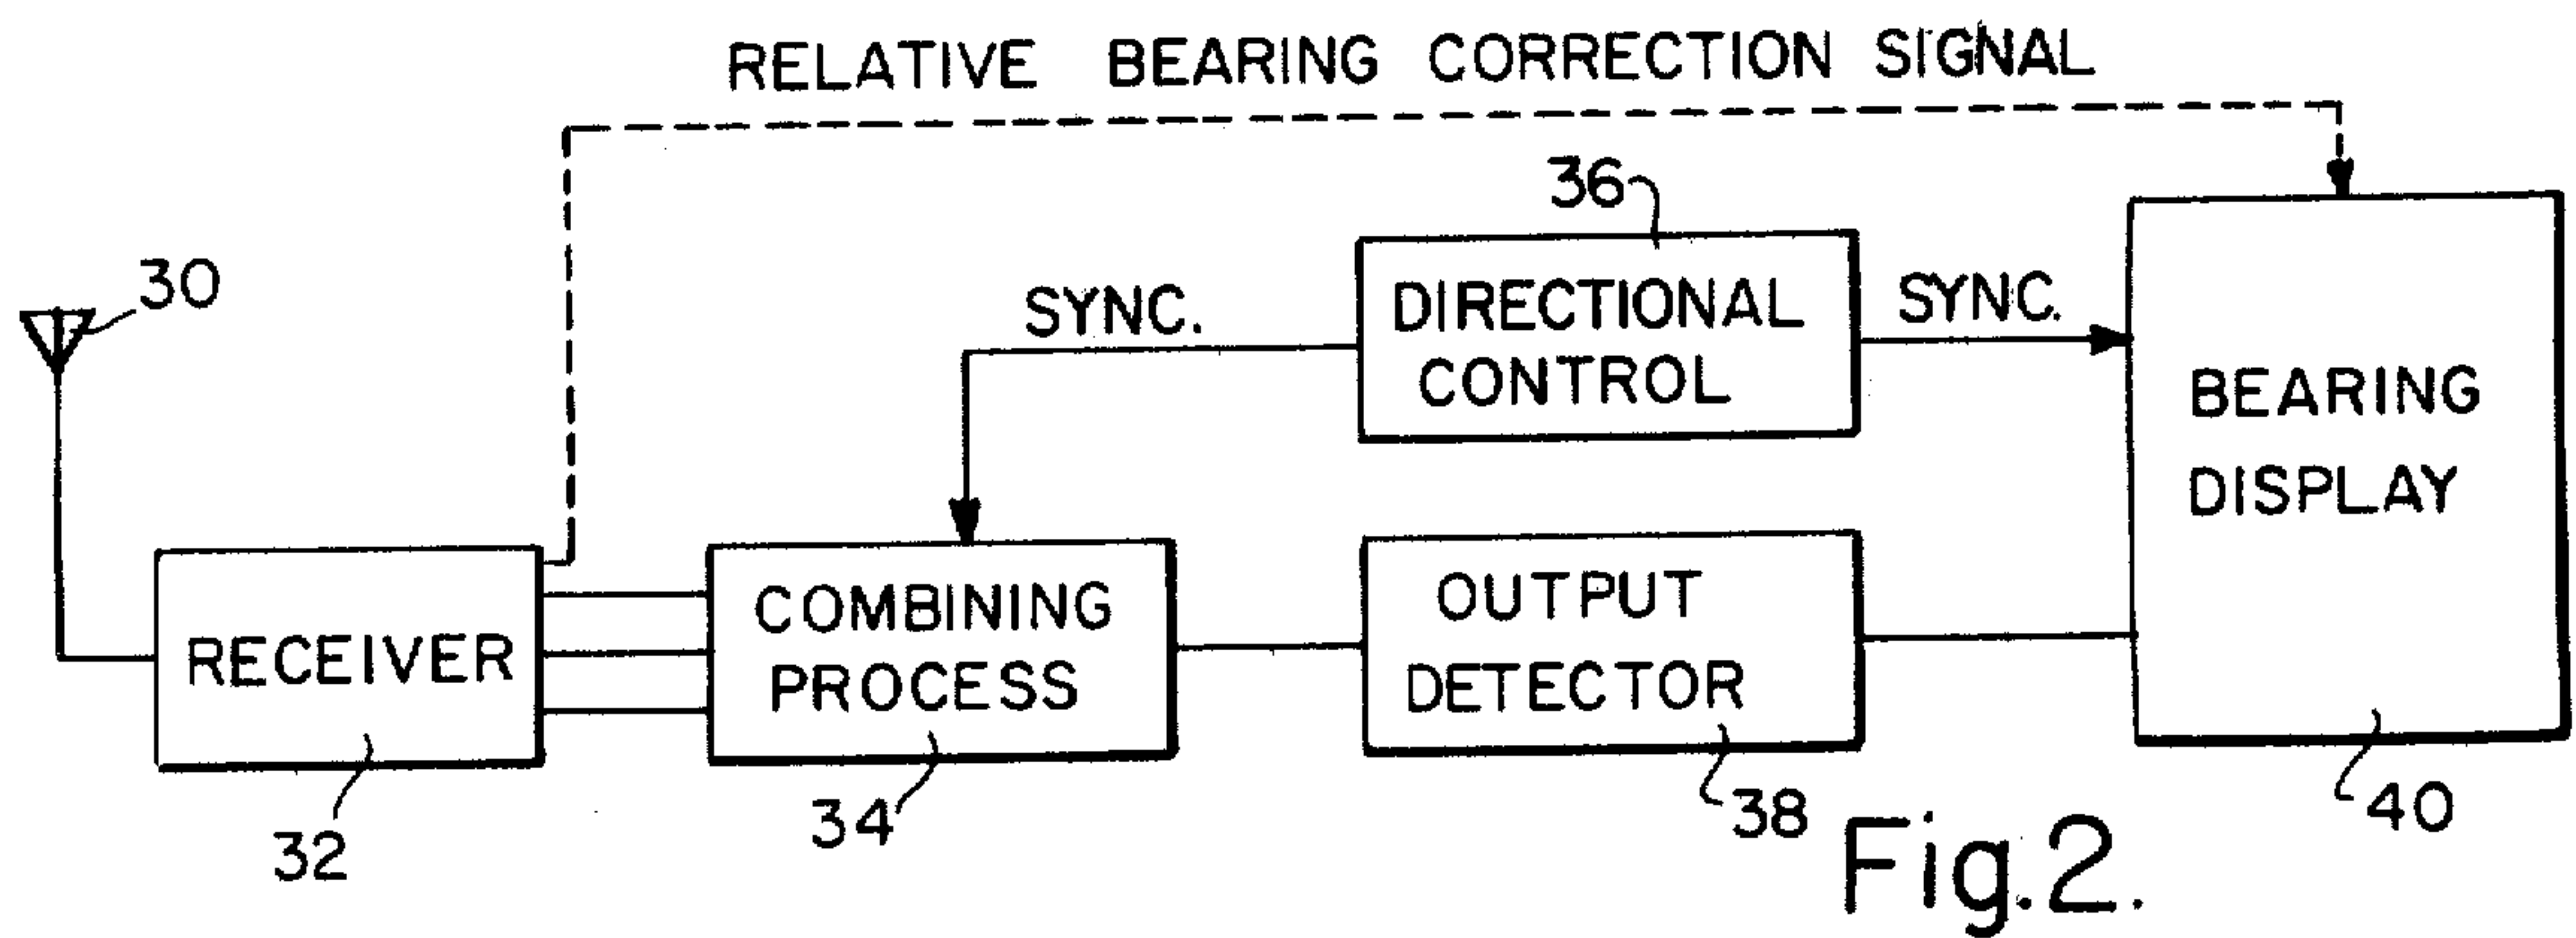 RELATIVE BEARING CORRECTION SIGNAL
36
30
SYNC.
DIRECTIONAL
CONTROL
SYNC.
BEARING
DISPLAY
RECEIVER
COMBINING
PROCESS
OUTPUT
DETECTOR
32
34
38
40
Fig.2.